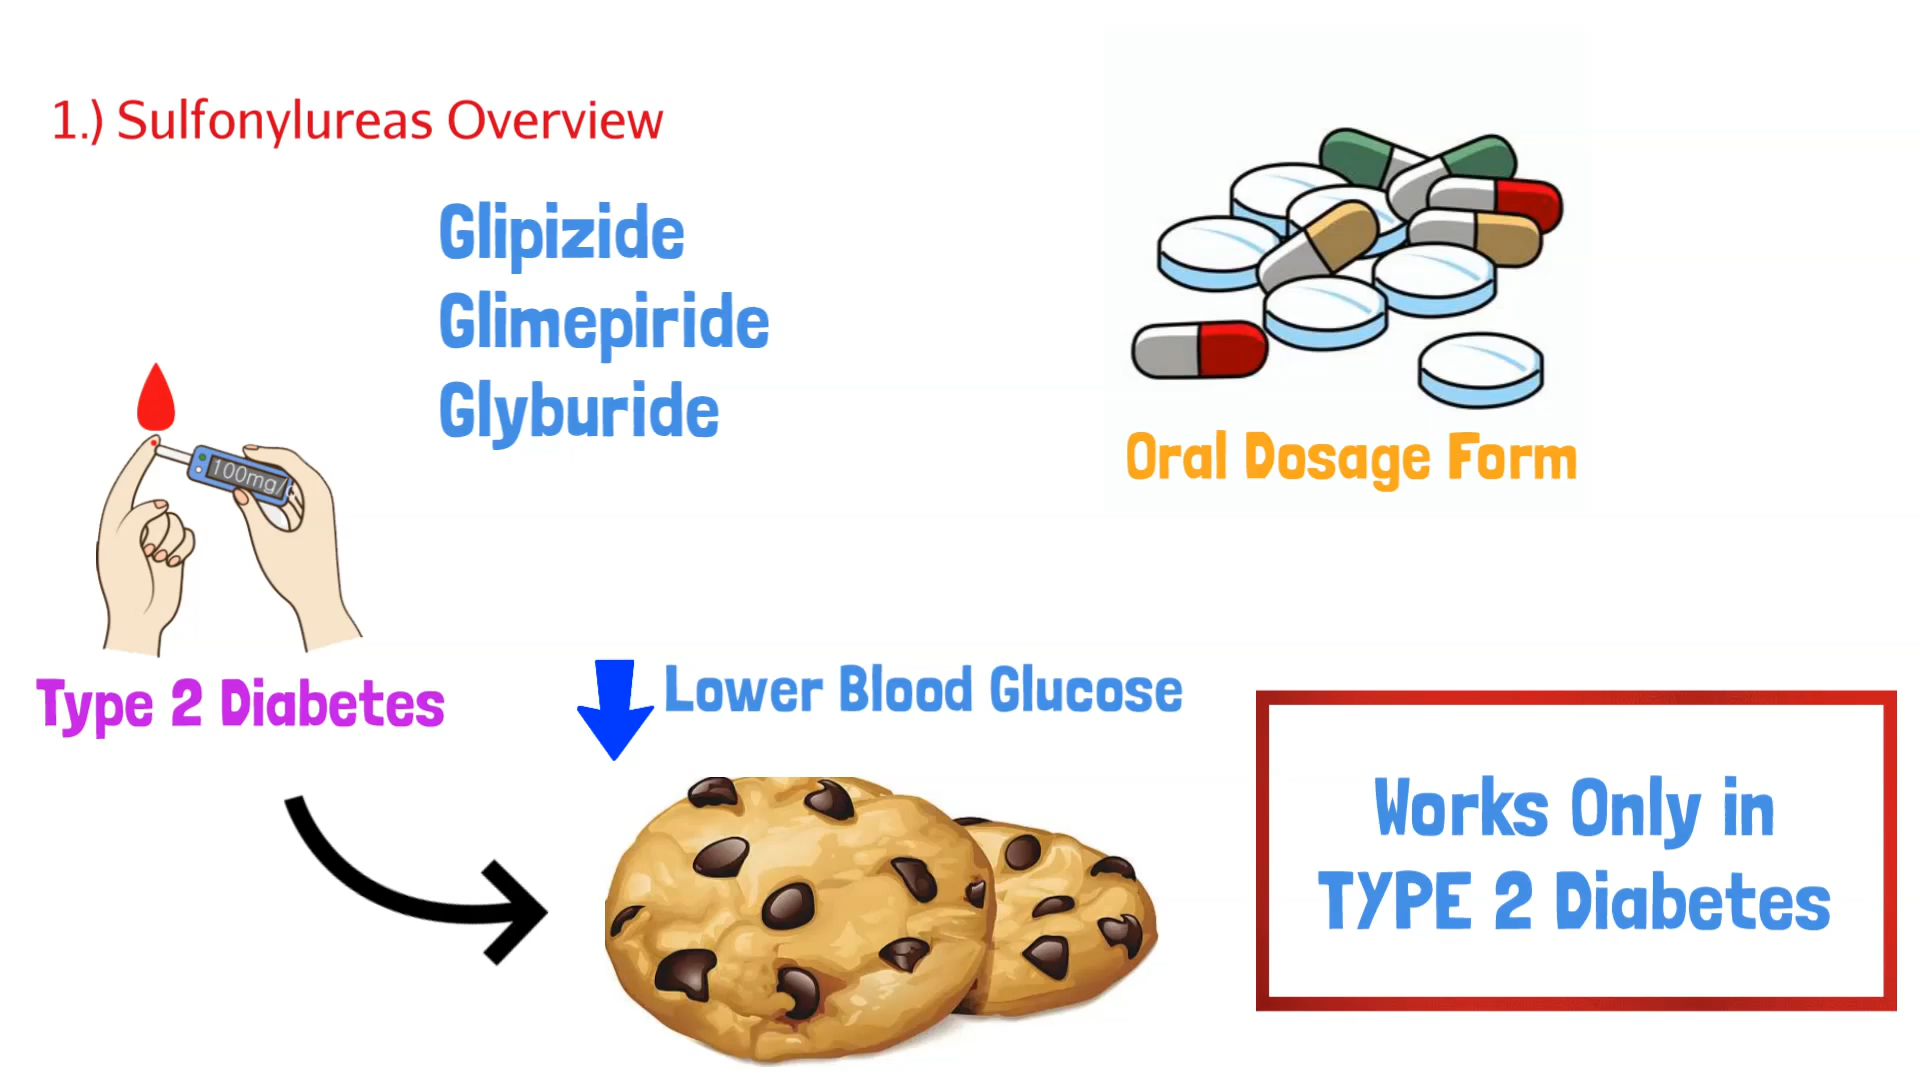 1.) Sulfonylureas Overview
Glipizide
Glimepiride
Glyburide
100mg/
Oral Dosage Form
Type 2 Diabetes
Lower Blood Glucose
Works Only in
TYPE 2 Diabetes